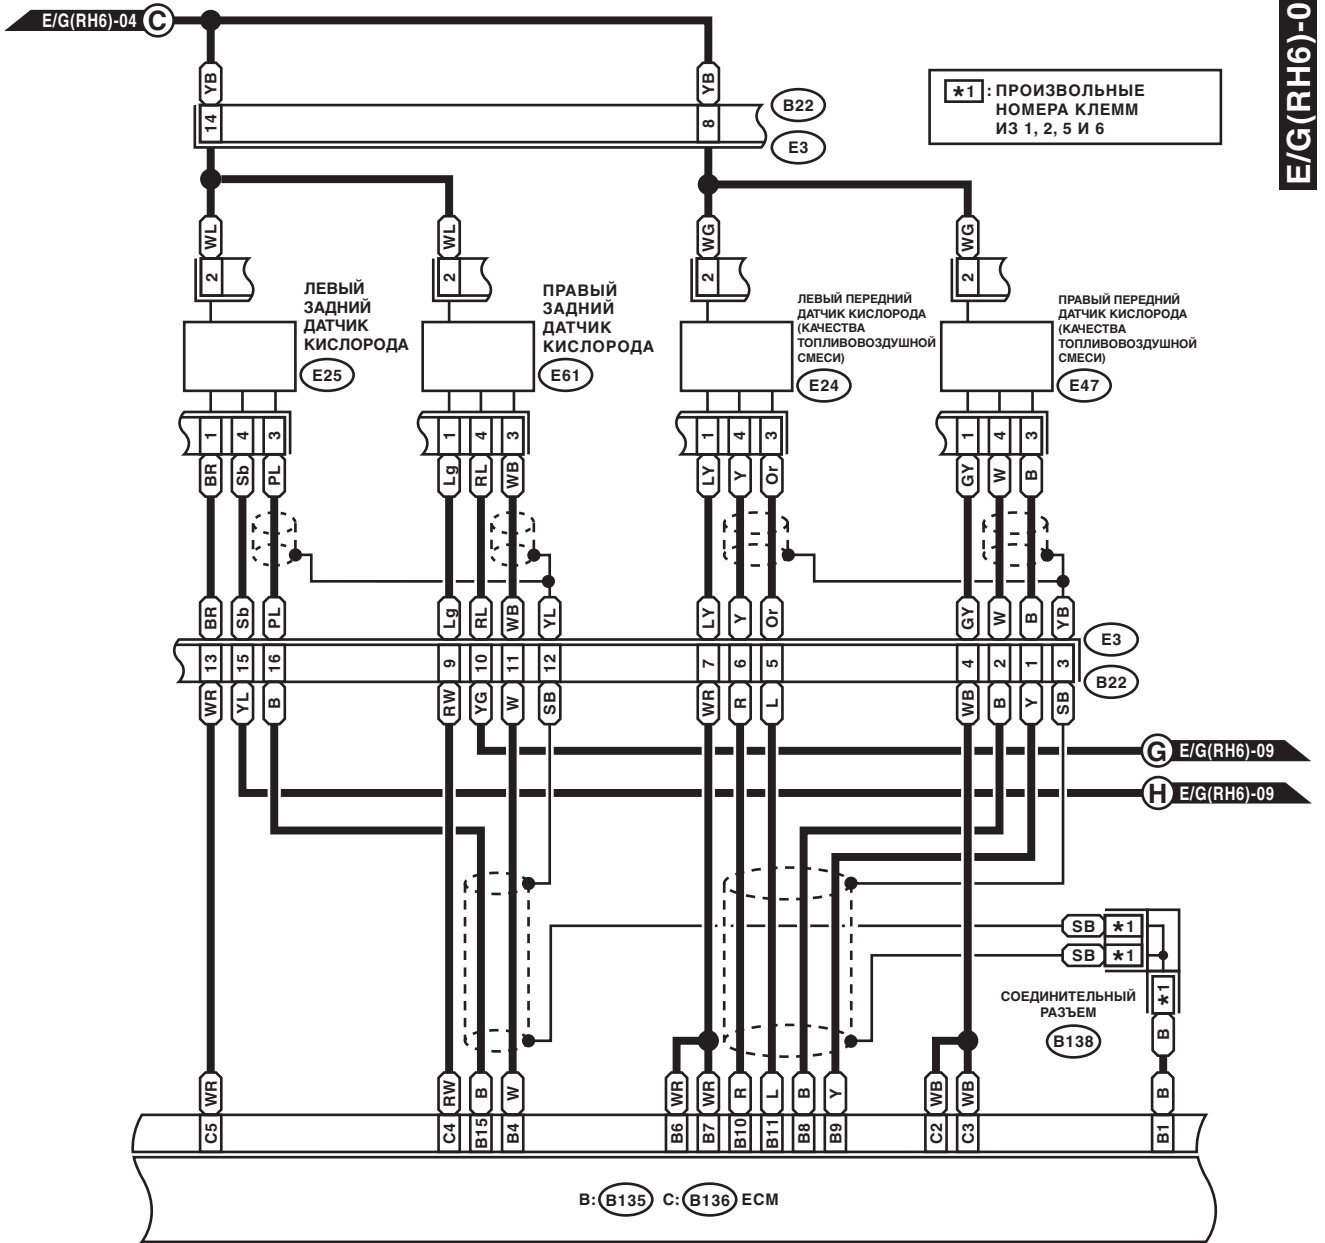 E/G(RH6)-04 C
E/G(RH6)-0
YB YB
14 8
B22
E3
*1 : ПРОИЗВОЛЬНЫЕ
НОМЕРА КЛЕММ
ИЗ 1, 2, 5 И 6
WL WL WG WG
2 2 2 2
ЛЕВЫЙ
ЗАДНИЙ
ДАТЧИК
КИСЛОРОДА
E25
ПРАВЫЙ
ЗАДНИЙ
ДАТЧИК
КИСЛОРОДА
E61
ЛЕВЫЙ ПЕРЕДНИЙ
ДАТЧИК КИСЛОРОДА
(КАЧЕСТВА
ТОПЛИВОВОЗДУШНОЙ
СМЕСИ)
E24
ПРАВЫЙ ПЕРЕДНИЙ
ДАТЧИК КИСЛОРОДА
(КАЧЕСТВА
ТОПЛИВОВОЗДУШНОЙ
СМЕСИ)
E47
1 4 3 1 4 3 1 4 3 1 4 3
BR Sb PL Lg RL WB LY Y Or GY W B
BR Sb PL Lg RL WB YL LY Y Or GY W B YB
E3
13 15 16 9 10 11 12 7 6 5 4 2 1 3
B22
WR YL B RW YG W SB WR R L WB B Y SB
G E/G(RH6)-09
H E/G(RH6)-09
SB *1
SB *1
*1
СОЕДИНИТЕЛЬНЫЙ
РАЗЪЕМ
B138
B
WR RW B W WR WR R L B Y WB WB B
C5 C4 B15 B4 B6 B7 B10 B11 B8 B9 C2 C3 B1
B: B135 C: B136 ECM